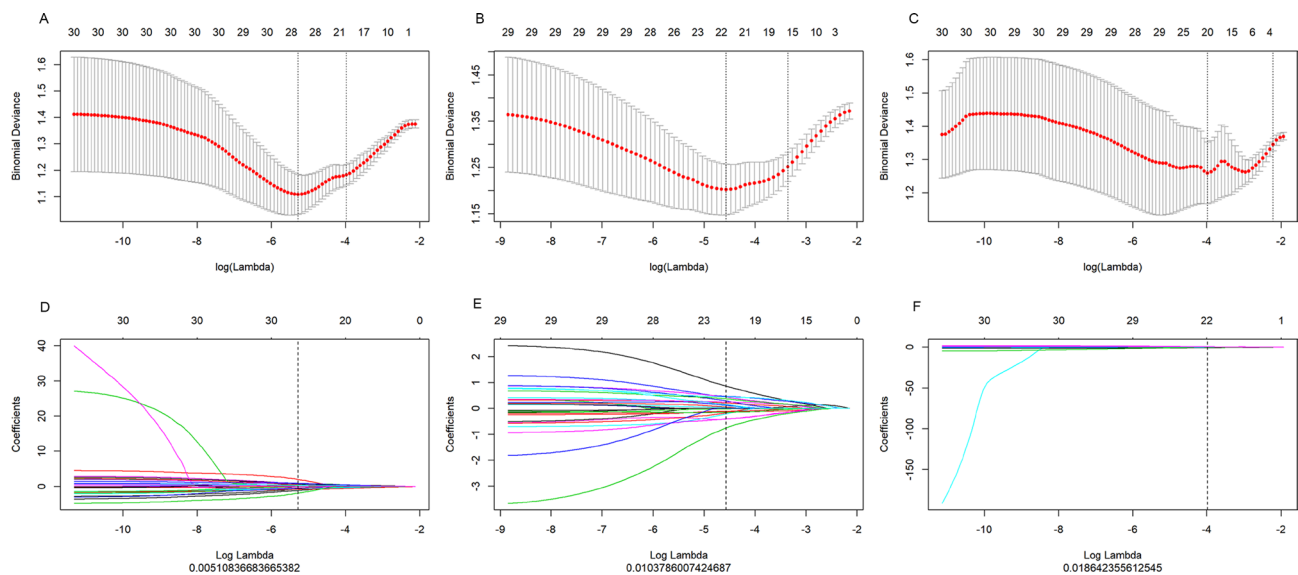 A
30 30 30 30 30 29 30 28 28 21 17 10 1
Binomial Deviance
1.6
1.5
1.4
1.3
1.2
1.1
-10 -8 -6 -4 -2
log(Lambda)
B
29 29 29 29 29 28 26 23 22 21 19 15 10 3
Binomial Deviance
1.45
1.35
1.25
1.15
-9 -8 -7 -6 -5 -4 -3 -2
log(Lambda)
C
30 30 30 29 30 29 29 29 28 29 25 20 15 6 4
Binomial Deviance
1.6
1.5
1.4
1.3
1.2
-10 -8 -6 -4 -2
log(Lambda)
D
30 30 30 20 0
Coefficients
40
30
20
10
0
-10 -8 -6 -4 -2
Log Lambda
0.00510836683665382
E
29 29 29 28 23 19 15 0
Coefficients
2
1
0
-1
-2
-3
-9 -8 -7 -6 -5 -4 -3 -2
Log Lambda
0.0103786007424687
F
30 30 29 22 1
Coefficients
0
-50
-100
-150
-10 -8 -6 -4 -2
Log Lambda
0.018642355612545